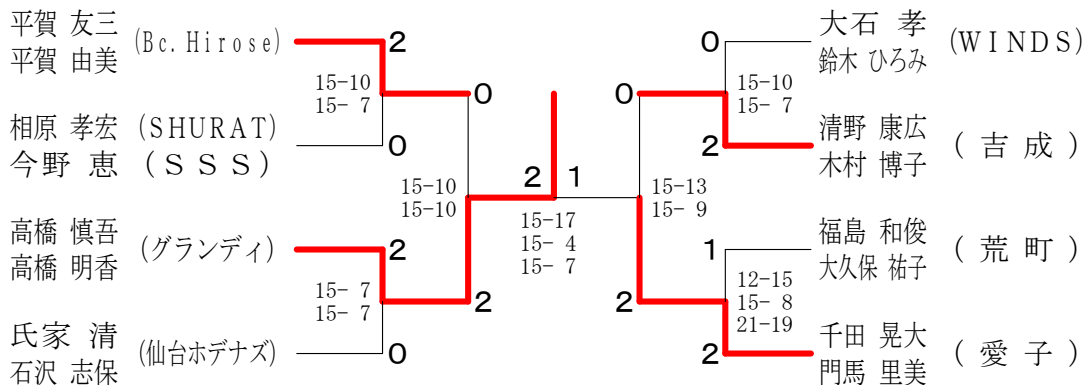 平賀 友三
平賀 由美
(Bc. Hirose)
2
15-10
15- 7
0
相原 孝宏 (SHURAT)
今野 恵 (ＳＳＳ)
0
15-10
15-10
高橋 慎吾
高橋 明香
(グランディ)
2
15- 7
15- 7
2
氏家 清
石沢 志保
(仙台ホデナズ)
0
2 1
15-17
15- 4
15- 7
大石 孝
鈴木 ひろみ
(WINDS)
0
15-10
15- 7
0
清野 康広
木村 博子
( 吉 成 )
2
15-13
15- 9
福島 和俊
大久保 祐子
( 荒 町 )
1
12-15
15- 8
21-19
2
千田 晃大
門馬 里美
( 愛 子 )
2